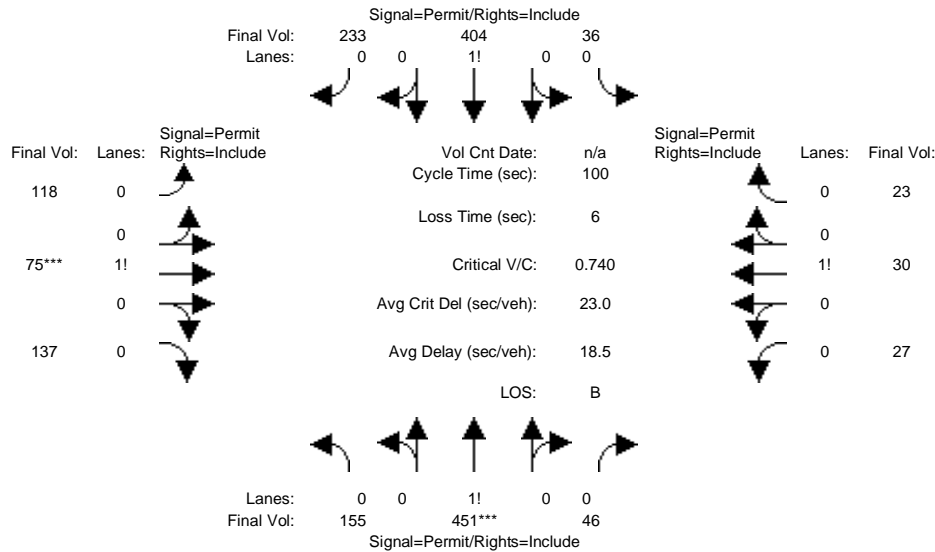 Signal=Permit/Rights=Include
Final Vol: 233 404 36
Lanes: 0 0 1! 0 0
Signal=Permit
Final Vol: Lanes: Rights=Include
Vol Cnt Date: n/a
Signal=Permit
Rights=Include Lanes: Final Vol:
Cycle Time (sec): 100
118 0
0 23
Loss Time (sec): 6
0
0
75*** 1!
Critical V/C: 0.740
1! 30
0
Avg Crit Del (sec/veh): 23.0
0
137 0
Avg Delay (sec/veh): 18.5
0 27
LOS: B
Lanes: 0 0 1! 0 0
Final Vol: 155 451*** 46
Signal=Permit/Rights=Include